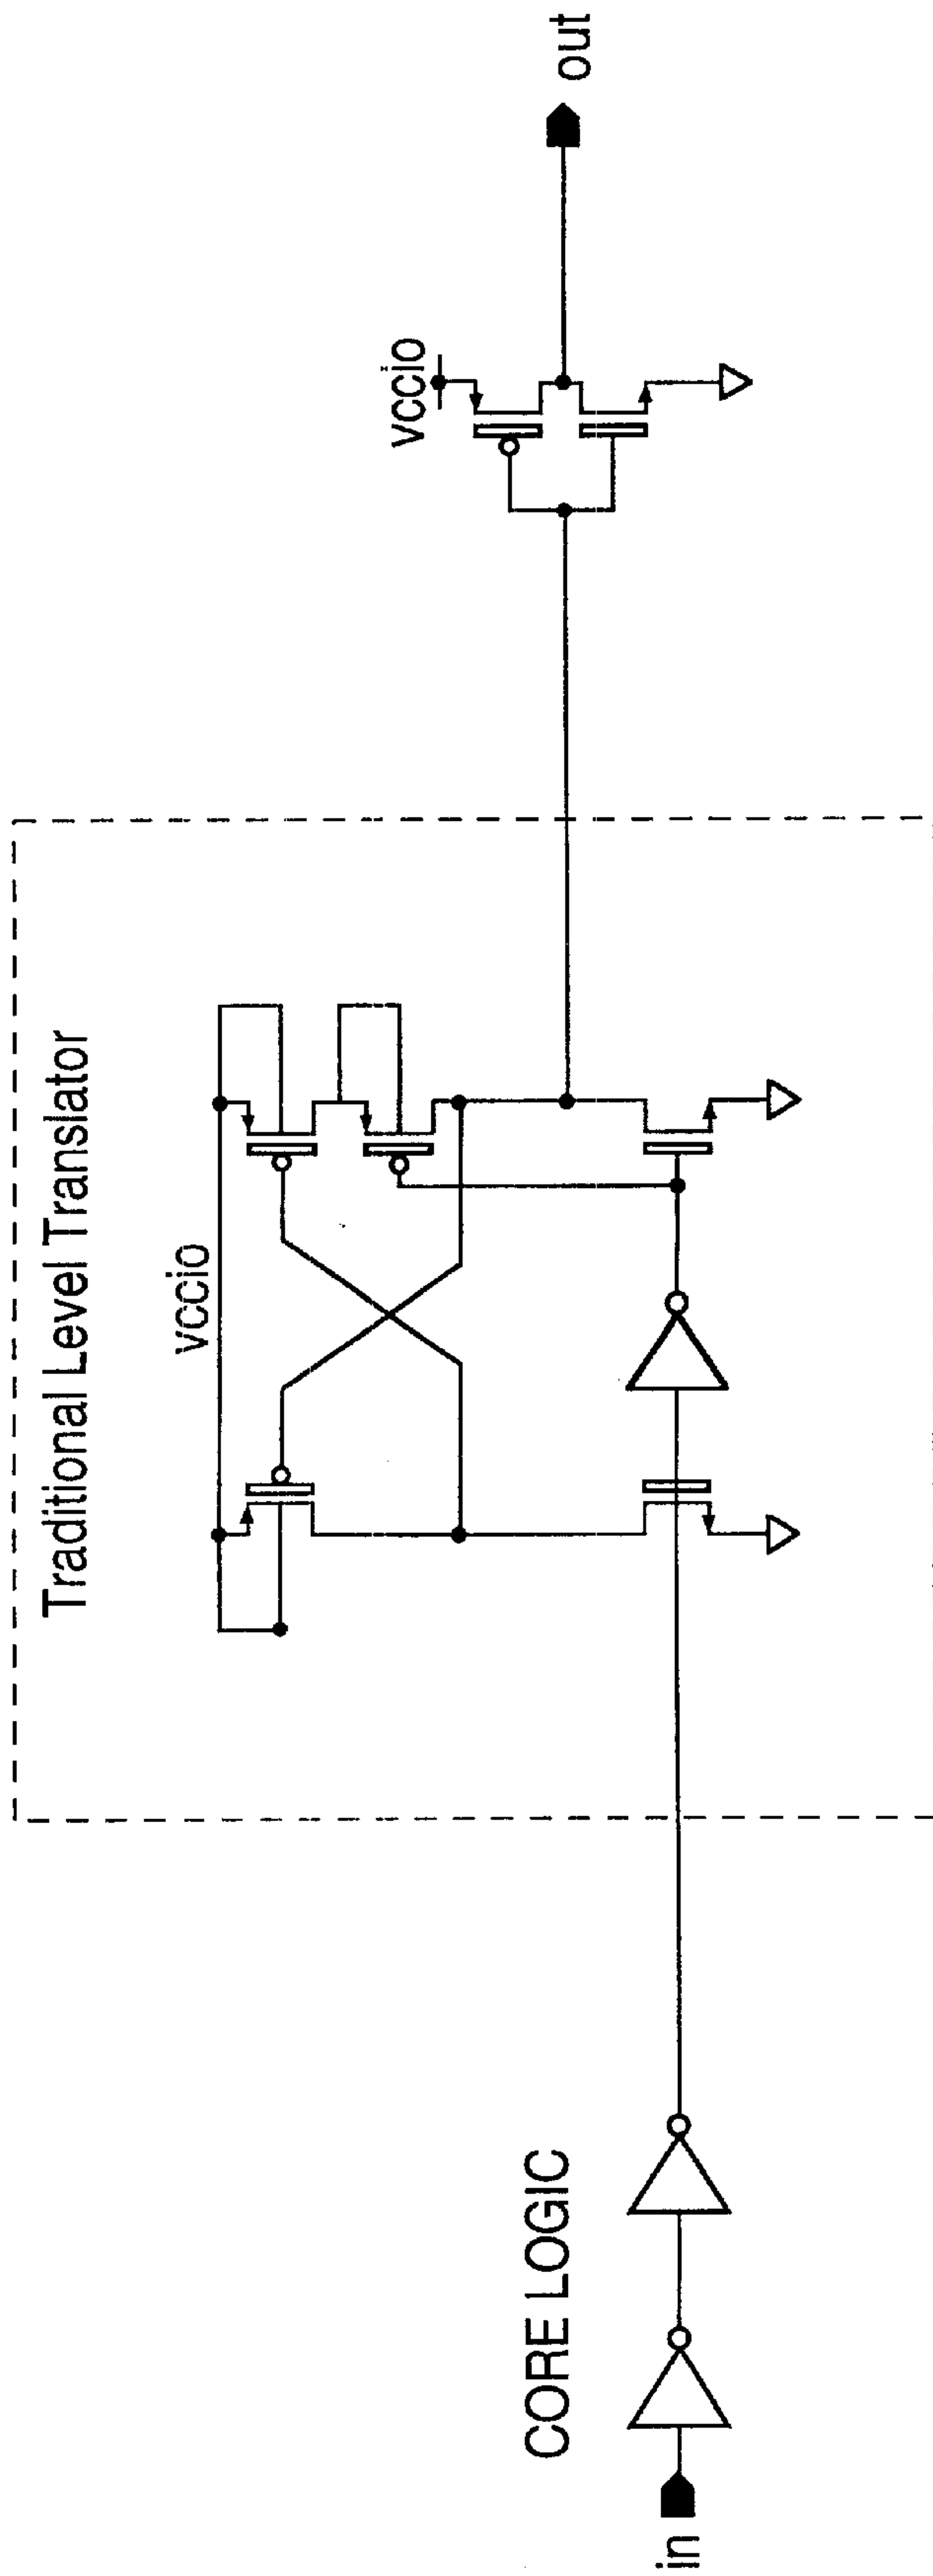 Traditional Level Translator
vccio
vccio
CORE LOGIC
in
out